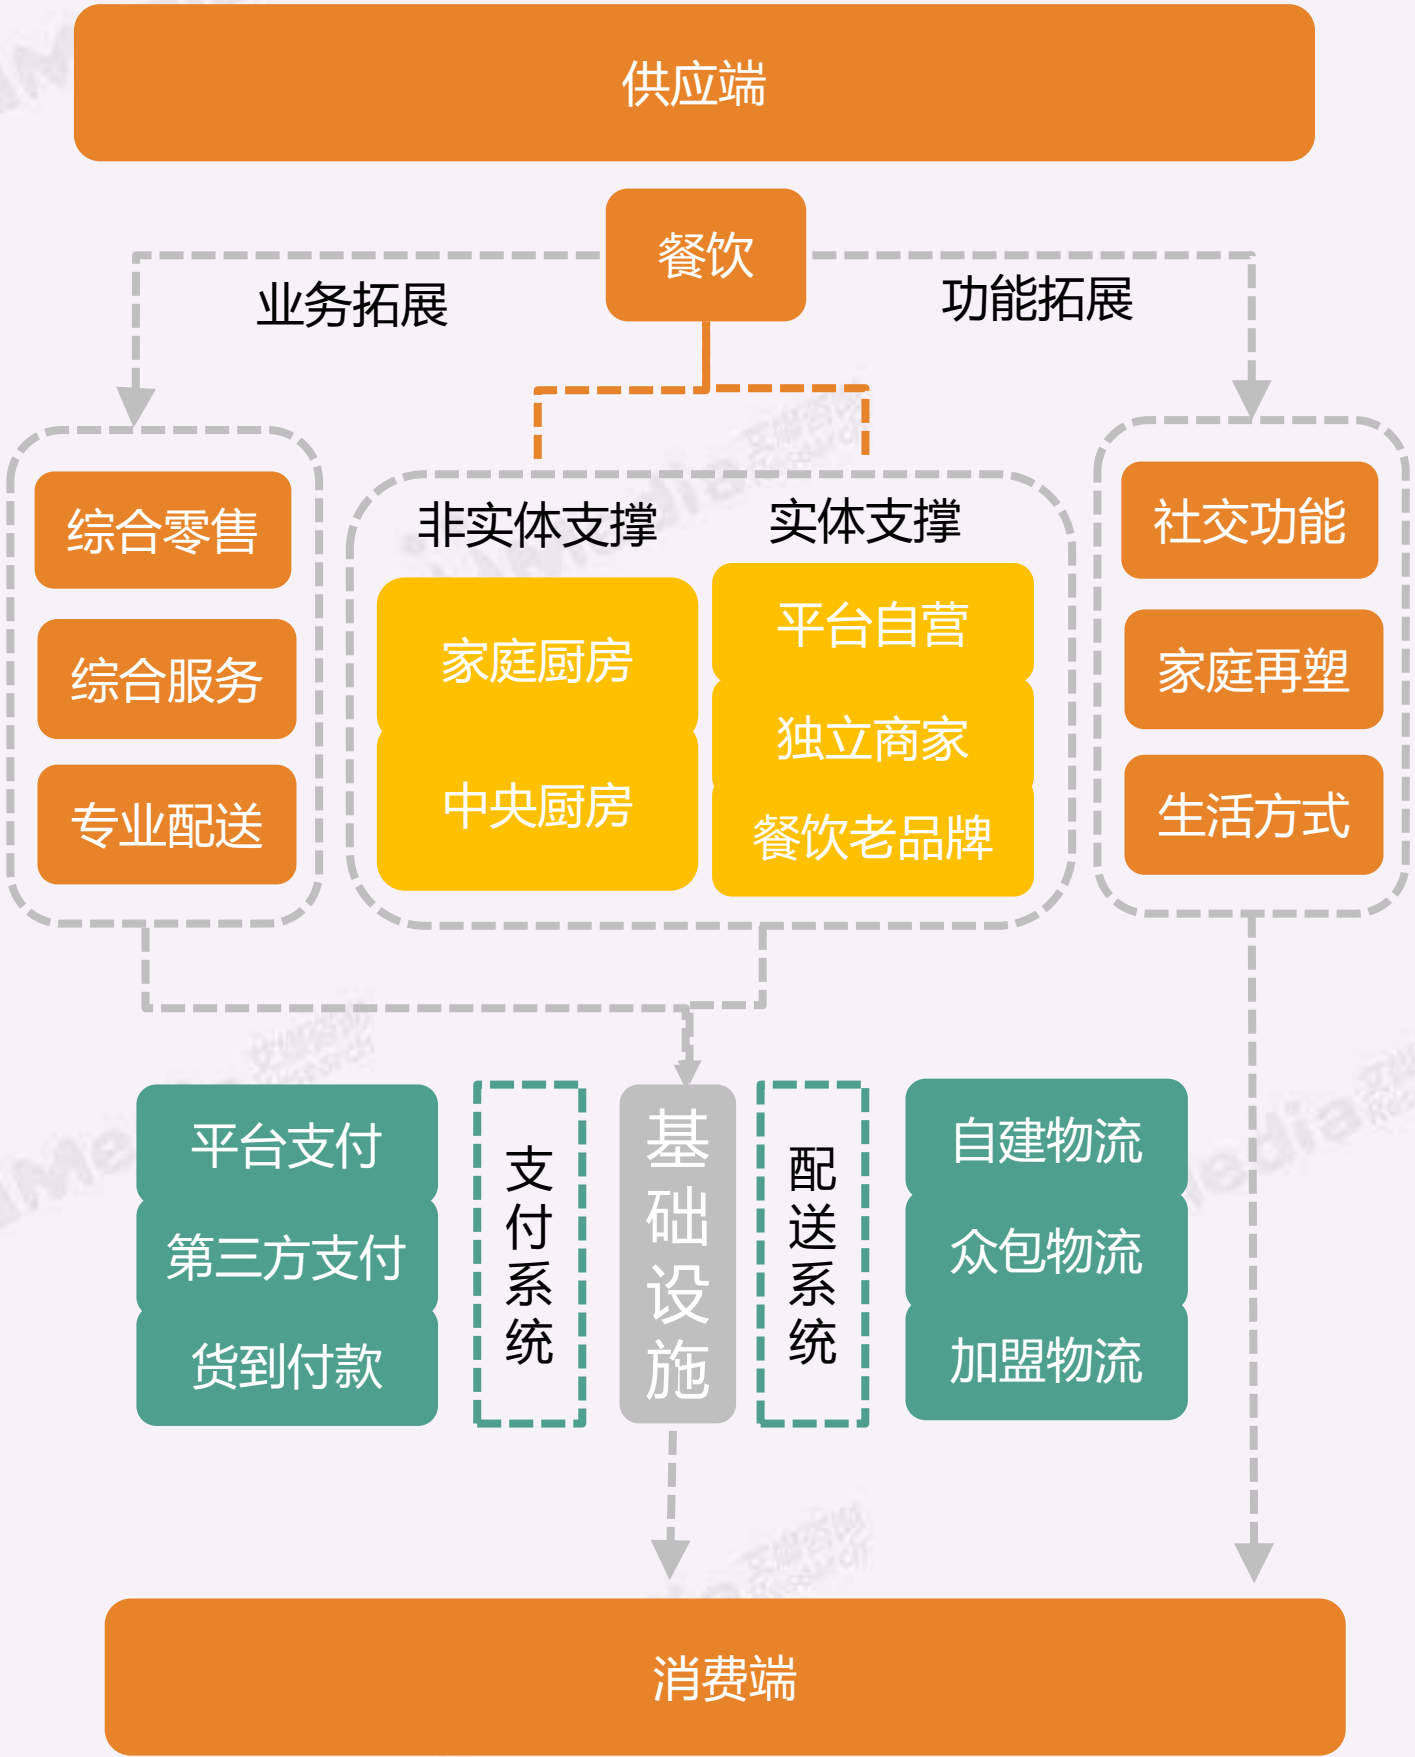 供应端
餐饮
业务拓展
功能拓展
综合零售
综合服务
专业配送
非实体支撑
家庭厨房
中央厨房
实体支撑
平台自营
独立商家
餐饮老品牌
社交功能
家庭再塑
生活方式
平台支付
第三方支付
货到付款
支付系统
基础设施
配送系统
自建物流
众包物流
加盟物流
消费端